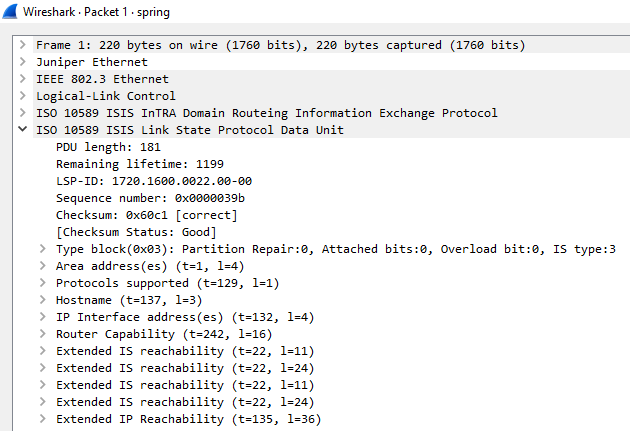 Wireshark · Packet 1 · spring
Frame 1: 220 bytes on wire (1760 bits), 220 bytes captured (1760 bits)
Juniper Ethernet
IEEE 802.3 Ethernet
Logical-Link Control
ISO 10589 ISIS InTRA Domain Routeing Information Exchange Protocol
ISO 10589 ISIS Link State Protocol Data Unit
PDU length: 181
Remaining lifetime: 1199
LSP-ID: 1720.1600.0022.00-00
Sequence number: 0x0000039b
Checksum: 0x60c1 [correct]
[Checksum Status: Good]
Type block(0x03): Partition Repair:0, Attached bits:0, Overload bit:0, IS type:3
Area address(es) (t=1, l=4)
Protocols supported (t=129, l=1)
Hostname (t=137, l=3)
IP Interface address(es) (t=132, l=4)
Router Capability (t=242, l=16)
Extended IS reachability (t=22, l=11)
Extended IS reachability (t=22, l=24)
Extended IS reachability (t=22, l=11)
Extended IS reachability (t=22, l=24)
Extended IP Reachability (t=135, l=36)